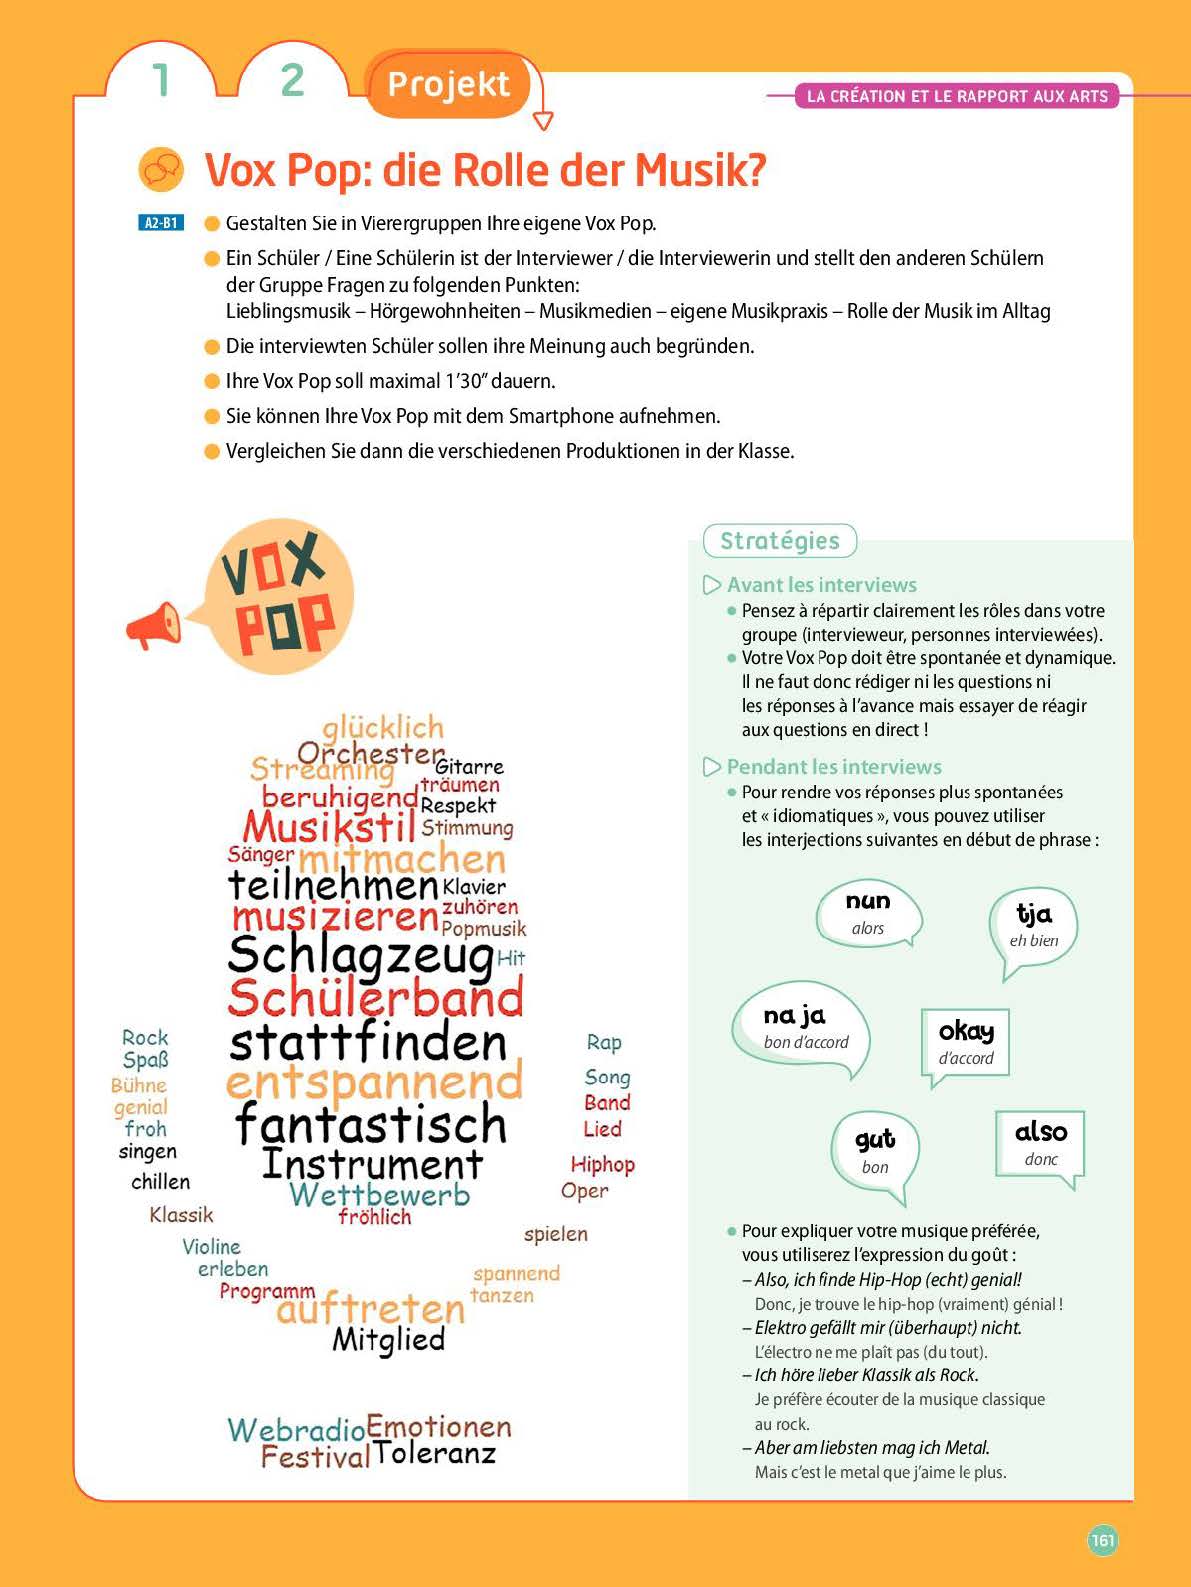 1
2
Projekt
LA CRÉATION ET LE RAPPORT AUX ARTS
Vox Pop: die Rolle der Musik?
A2-B1
Gestalten Sie in Vierergruppen Ihre eigene Vox Pop.
Ein Schüler / Eine Schülerin ist der Interviewer / die Interviewerin und stellt den anderen Schülern
der Gruppe Fragen zu folgenden Punkten:
Lieblingsmusik – Hörgewohnheiten – Musikmedien – eigene Musikpraxis – Rolle der Musik im Alltag
Die interviewten Schüler sollen ihre Meinung auch begründen.
Ihre Vox Pop soll maximal 1’30” dauern.
Sie können Ihre Vox Pop mit dem Smartphone aufnehmen.
Vergleichen Sie dann die verschiedenen Produktionen in der Klasse.
VOX
POP
glücklich
Orchester
Streaming
Gitarre
träumen
beruhigend
Respekt
Musikstil
Stimmung
Sänger
mitmachen
teilnehmen
Klavier
zuhören
musizieren
Popmusik
Schlagzeug
Hit
Schülerband
stattfinden
entspannend
fantastisch
Instrument
Wettbewerb
fröhlich
Rock
Spaß
Bühne
genial
froh
singen
chillen
Klassik
Violine
erleben
Programm
auftreten
Mitglied
Rap
Song
Band
Lied
Hiphop
Oper
spielen
spannend
tanzen
Webradio
Emotionen
Festival
Toleranz
Stratégies
Avant les interviews
Pensez à répartir clairement les rôles dans votre
groupe (intervieweur, personnes interviewées).
Votre Vox Pop doit être spontanée et dynamique.
Il ne faut donc rédiger ni les questions ni
les réponses à l’avance mais essayer de réagir
aux questions en direct !
Pendant les interviews
Pour rendre vos réponses plus spontanées
et « idiomatiques », vous pouvez utiliser
les interjections suivantes en début de phrase :
nun
alors
tja
eh bien
na ja
bon d’accord
okay
d’accord
gut
bon
also
donc
Pour expliquer votre musique préférée,
vous utiliserez l’expression du goût :
– Also, ich finde Hip-Hop (echt) genial!
Donc, je trouve le hip-hop (vraiment) génial !
– Elektro gefällt mir (überhaupt) nicht.
L’électro ne me plaît pas (du tout).
– Ich höre lieber Klassik als Rock.
Je préfère écouter de la musique classique
au rock.
– Aber am liebsten mag ich Metal.
Mais c’est le metal que j’aime le plus.
161